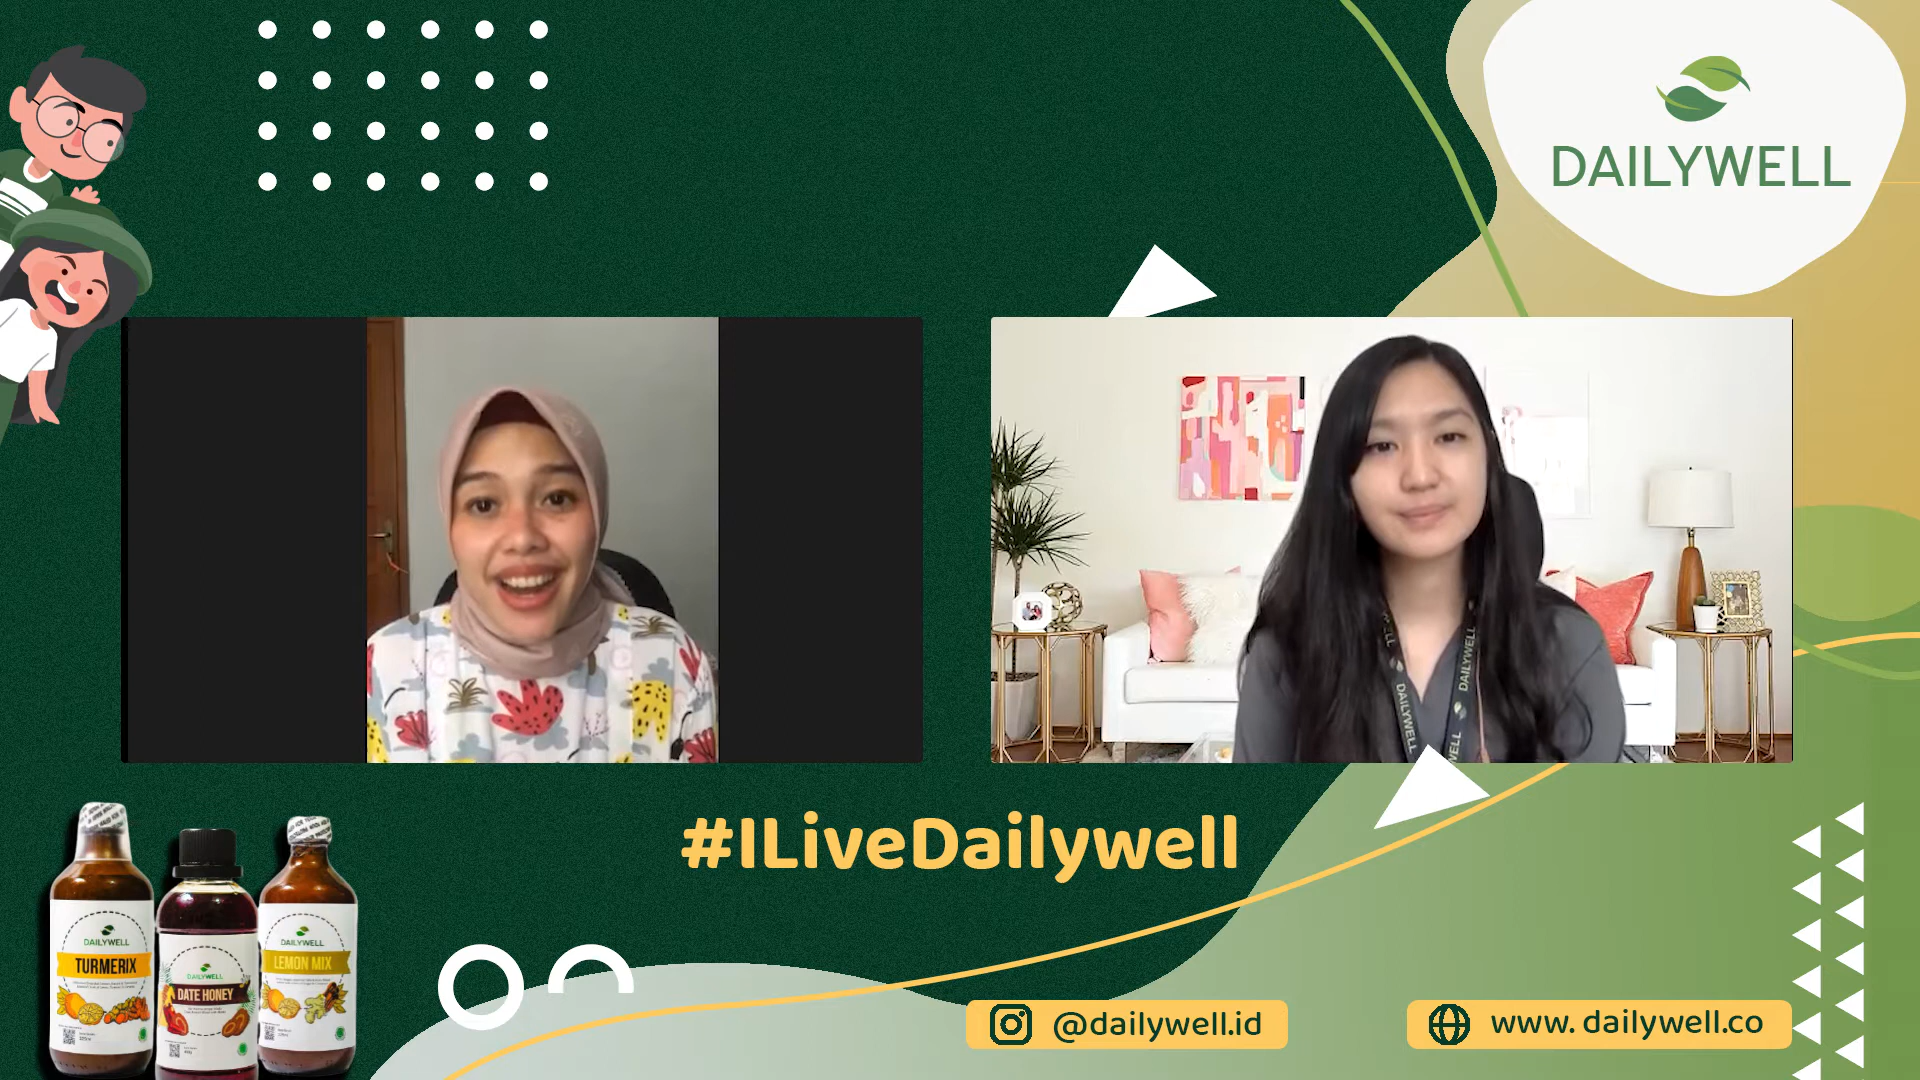 DAILYWELL
DAILYWELL
DAILYWELL
#ILiveDailywell
DAILYWELL
TURMERIX
DAILYWELL
DATE HONEY
DAILYWELL
LEMON MIX
@dailywell.id
www. dailywell.co